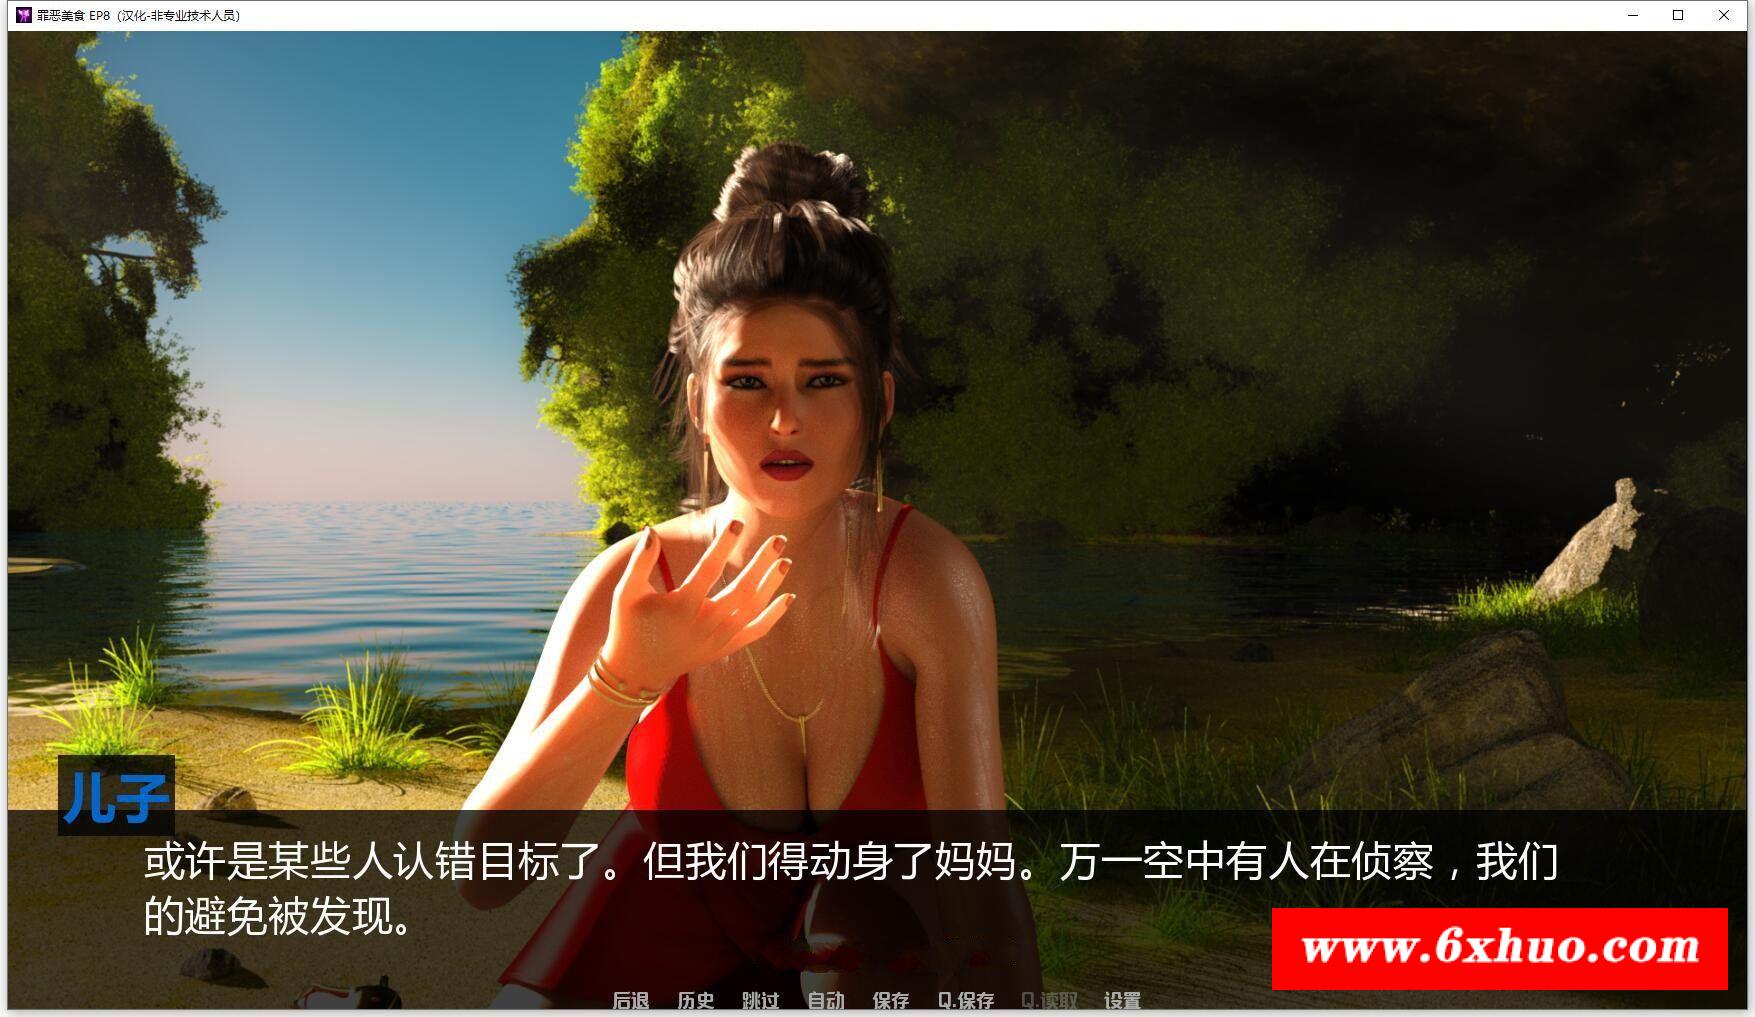 罪恶美食 EP8（汉化-非专业技术人员）
儿子
或许是某些人认错目标了。但我们得动身了妈妈。万一空中有人在侦察，我们
的避免被发现。
www.6xhuo.com
后退 历史 跳过 自动 保存 Q.保存 Q.读取 设置